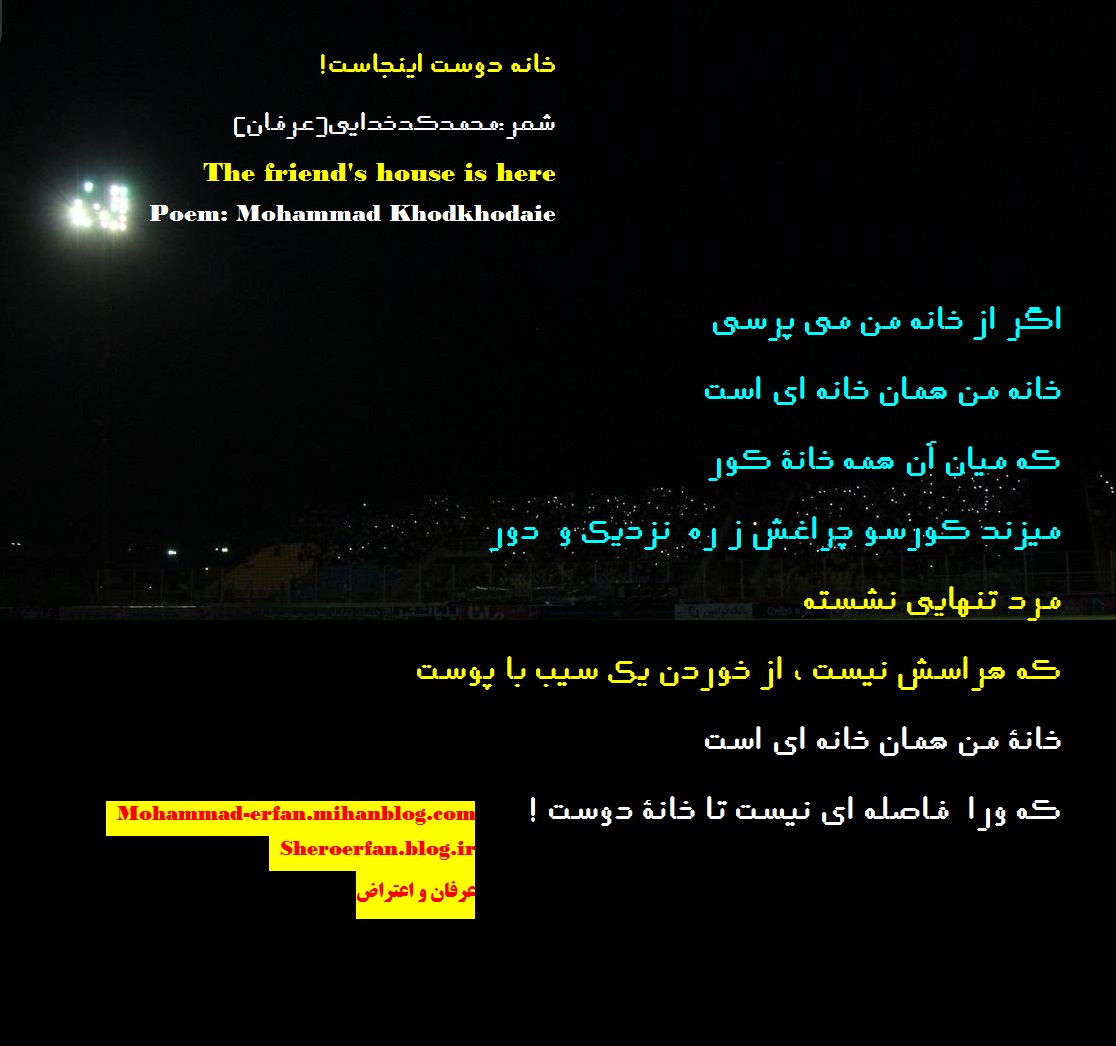 خانه دوست اینجاست!
شعر:محمدکدخدایی(عرفان)
The friend's house is here
Poem: Mohammad Khodkhodaie
اگر از خانه من می پرسی
خانه من همان خانه ای است
که میان آن همه خانهٔ کور
میزند کورسو چراغش ز ره نزدیک و دور
مرد تنهایی نشسته
که هراسش نیست ، از خوردن یک سیب با پوست
خانهٔ من همان خانه ای است
که ورا فاصله ای نیست تا خانهٔ دوست !
Mohammad-erfan.mihanblog.com
Sheroerfan.blog.ir
عرفان و اعتراض